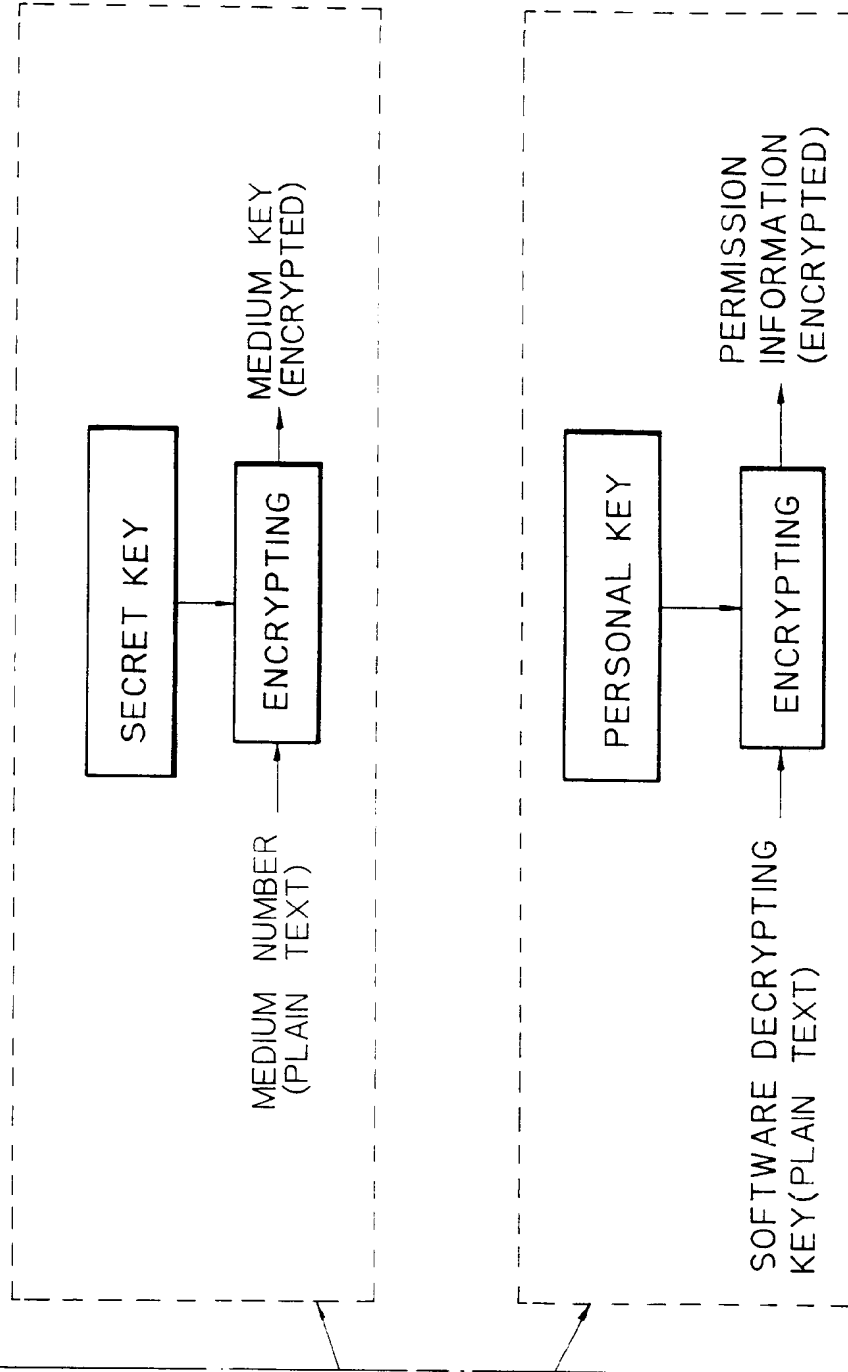 SECRET KEY
MEDIUM NUMBER
(PLAIN TEXT)
ENCRYPTING
MEDIUM KEY
(ENCRYPTED)
PERSONAL KEY
SOFTWARE DECRYPTING
KEY(PLAIN TEXT)
ENCRYPTING
PERMISSION
INFORMATION
(ENCRYPTED)